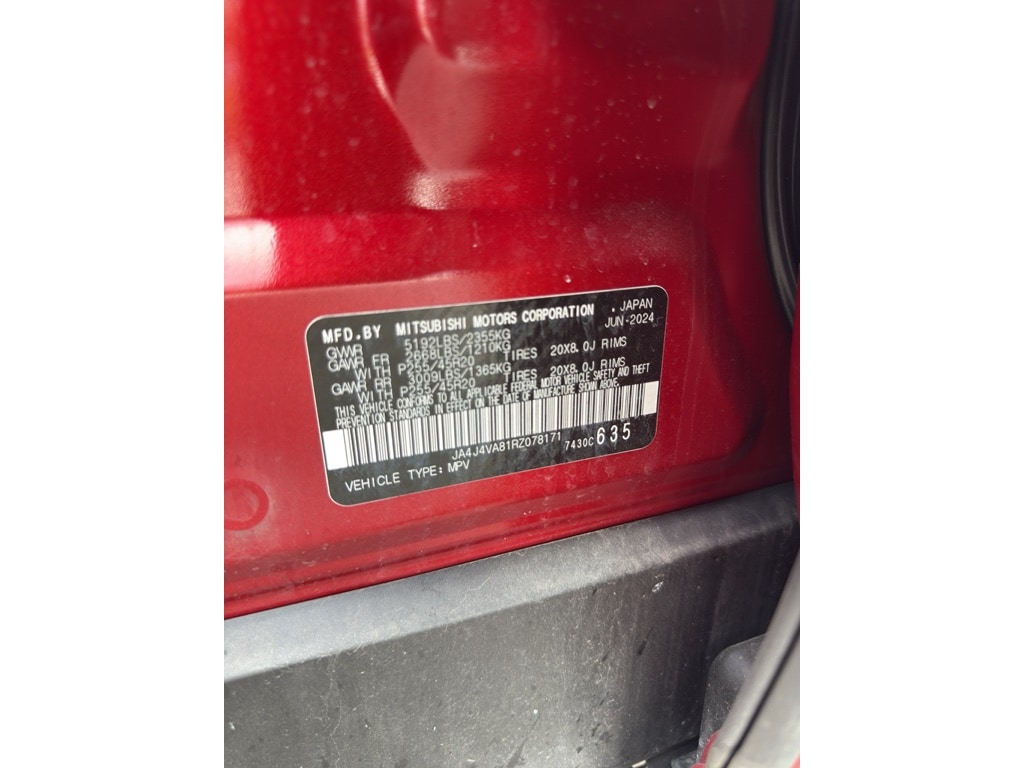 MFD.BY MITSUBISHI MOTORS CORPORATION . JAPAN
JUN-2024
GVWR 5192LBS/2355KG
GAWR FR 2668LBS/1210KG
WITH P255/45R20 TIRES 20X8.0J RIMS
GAWR RR 3009LBS/1365KG
WITH P255/45R20 TIRES 20X8.0J RIMS
THIS VEHICLE CONFORMS TO ALL APPLICABLE FEDERAL MOTOR VEHICLE SAFETY AND THEFT
PREVENTION STANDARDS IN EFFECT ON THE DATE OF MANUFACTURE SHOWN ABOVE.
JA4J4VA81RZ078171 7430C 635
VEHICLE TYPE: MPV